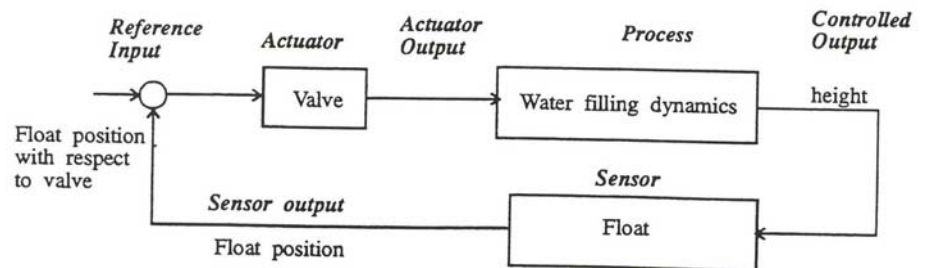 Reference
Input
Actuator
Actuator
Output
Process
Controlled
Output
Valve
Water filling dynamics
height
Float position
with respect
to valve
Sensor
Sensor output
Float
Float position